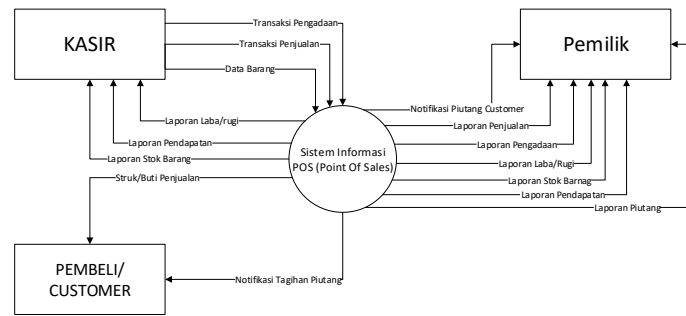 Transaksi Pengadaan
KASIR
Transaksi Penjualan
Pemilik
Data Barang
Notifikasi Piutang Customer
Laporan Laba/rugi
Laporan Penjualan
Laporan Pendapatan
Laporan Pengadaan
Sistem Informasi
POS (Point Of Sales)
Laporan Stok Barang
Laporan Laba/Rugi
Struk/Buti Penjualan
Laporan Stok Barnag
Laporan Pendapatan
Laporan Piutang
PEMBELI/
CUSTOMER
Notifikasi Tagihan Piutang